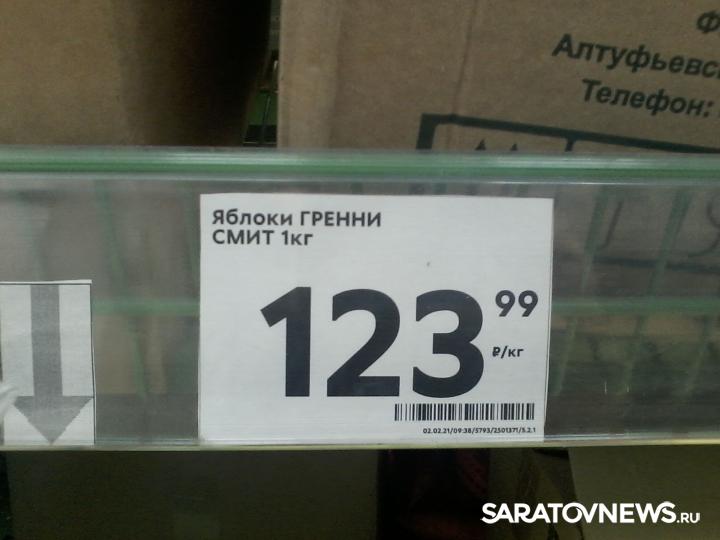 Алтуфьевс
Телефон:
Яблоки ГРЕННИ
СМИТ 1кг
123 99
₽/кг
02.02.21/09:38/5793/2501371/5.2.1
SARATOVNEWS.RU